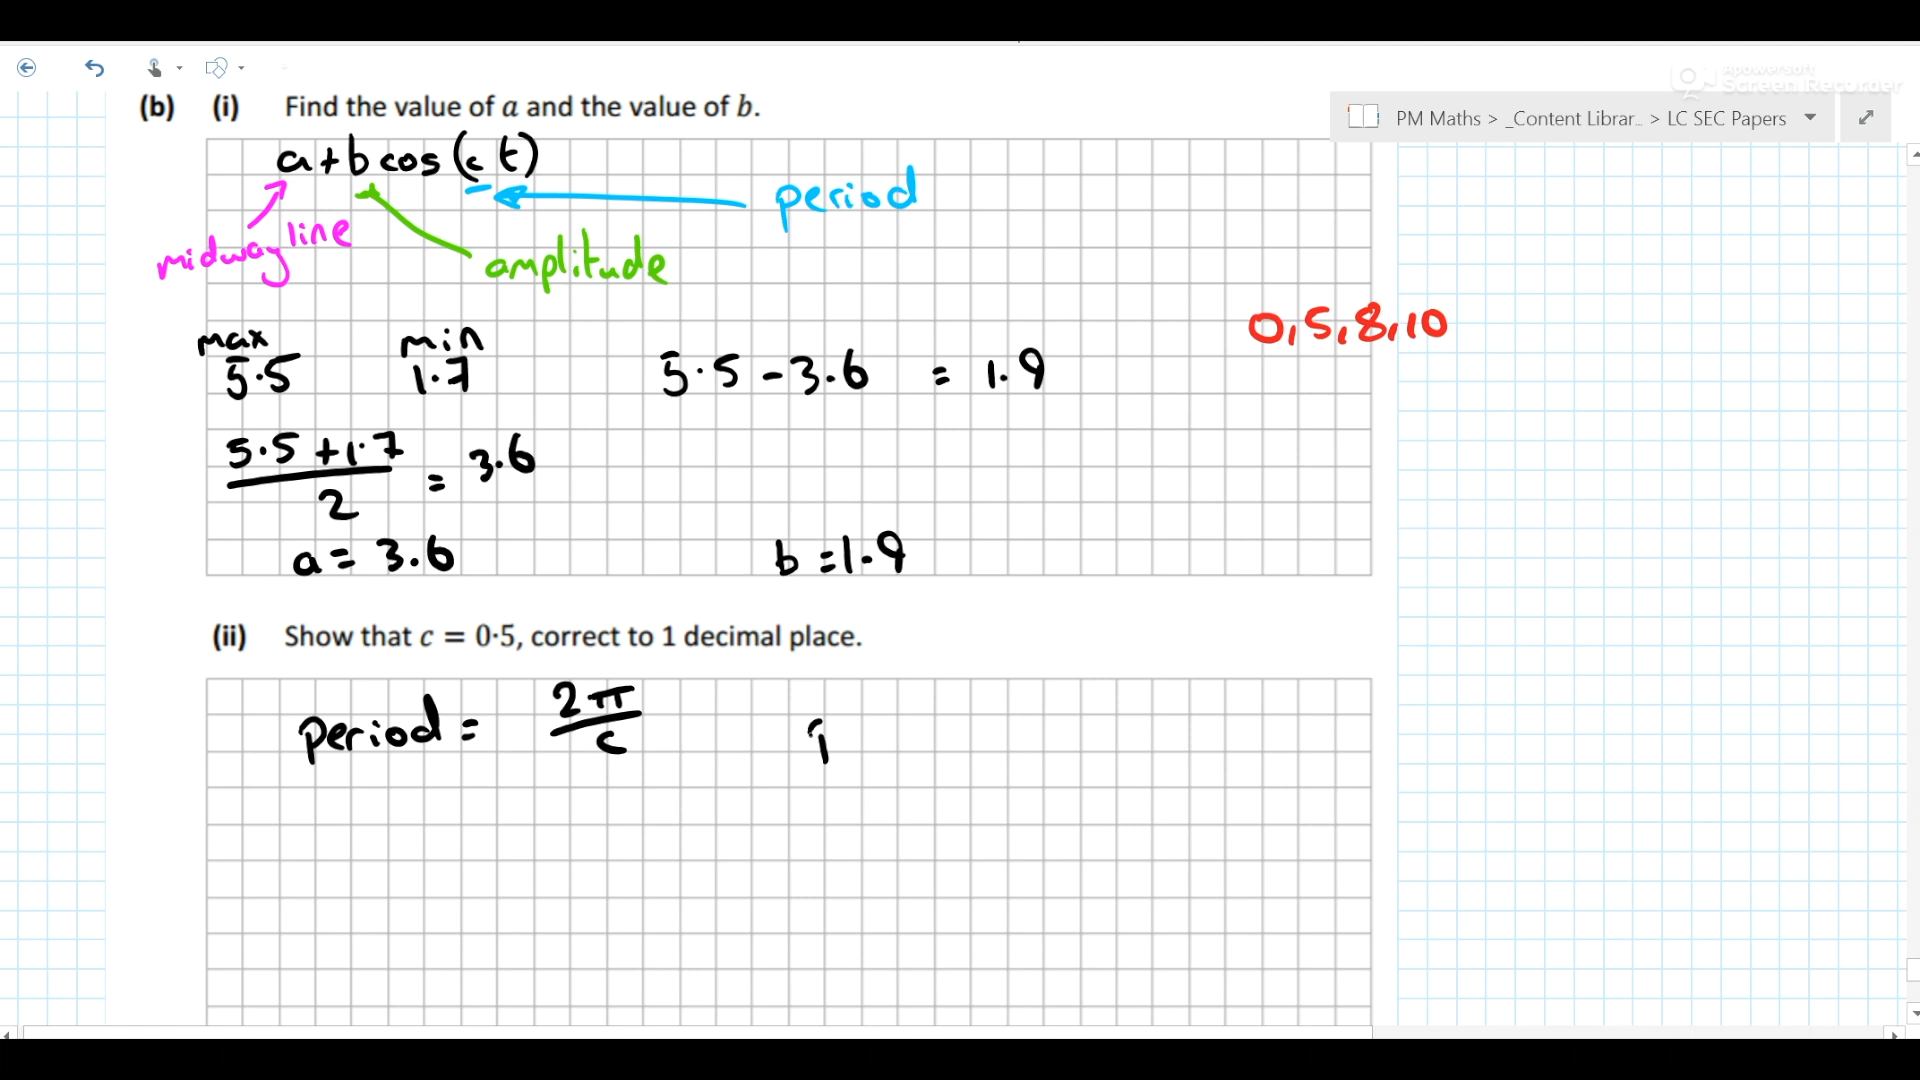 Apowersoft
Screen Recorder
PM Maths > _Content Librar... > LC SEC Papers
(b) (i) Find the value of a and the value of b.
a+b cos (c t)
period
midway line
amplitude
0, 5, 8, 10
max min
5.5 1.7 5.5 - 3.6 = 1.9
5.5 + 1.7
2
= 3.6
a = 3.6 b = 1.9
(ii) Show that c = 0·5, correct to 1 decimal place.
period = 2π
c